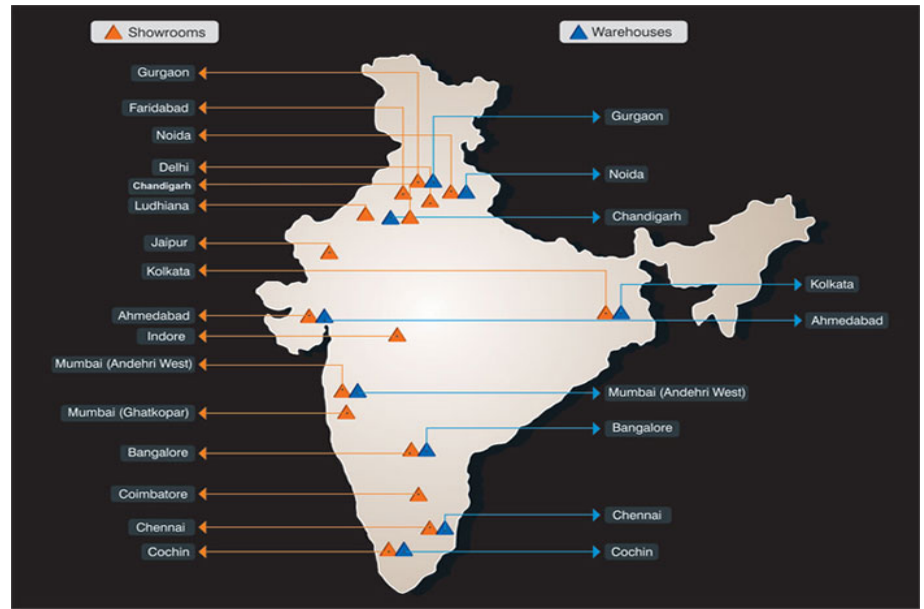 Showrooms
Warehouses
Gurgaon
Faridabad
Noida
Delhi
Chandigarh
Ludhiana
Jaipur
Kolkata
Ahmedabad
Indore
Mumbai (Andehri West)
Mumbai (Ghatkopar)
Bangalore
Coimbatore
Chennai
Cochin
Gurgaon
Noida
Chandigarh
Kolkata
Ahmedabad
Mumbai (Andehri West)
Bangalore
Chennai
Cochin